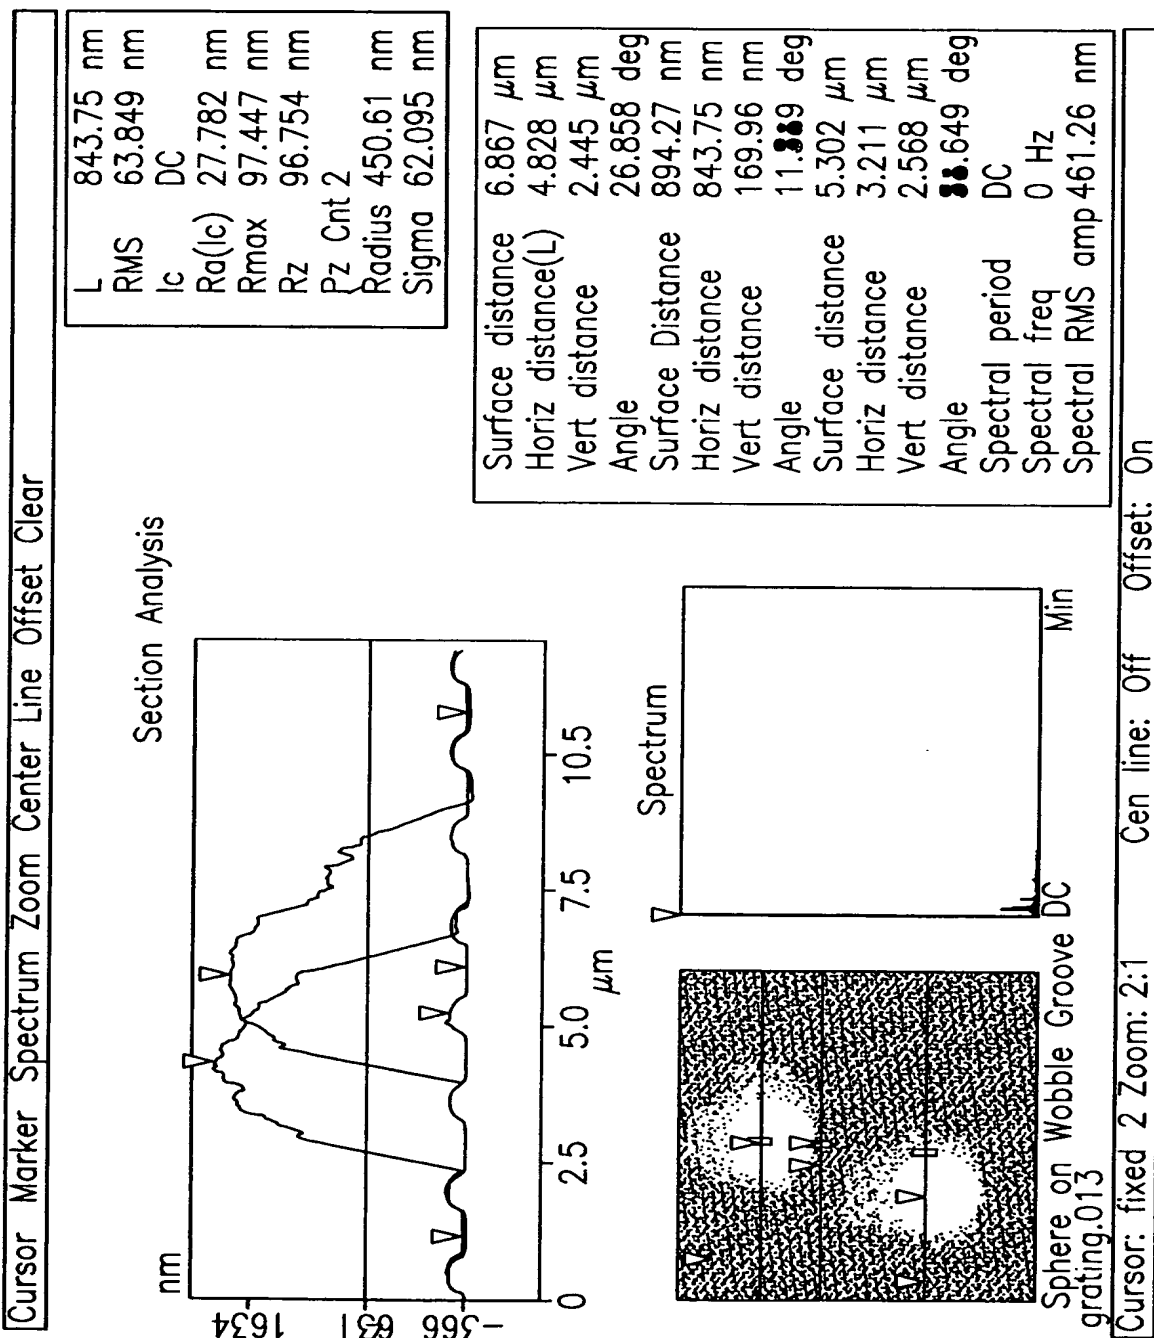 Cursor Marker Spectrum Zoom Center Line Offset Clear
Section Analysis
nm
1634
631
-366
0
2.5
5.0
7.5
10.5
μm
L 843.75 nm
RMS 63.849 nm
lc DC
Ra(lc) 27.782 nm
Rmax 97.447 nm
Rz 96.754 nm
Pz Cnt 2
Radius 450.61 nm
Sigma 62.095 nm
Surface distance 6.867 μm
Horiz distance(L) 4.828 μm
Vert distance 2.445 μm
Angle 26.858 deg
Surface Distance 894.27 nm
Horiz distance 843.75 nm
Vert distance 169.96 nm
Angle deg
Surface distance 5.302 μm
Horiz distance 3.211 μm
Vert distance 2.568 μm
Angle deg
Spectral period DC
Spectral freq 0 Hz
Spectral RMS amp 461.26 nm
Spectrum
DC
Min
Sphere on Wobble Groove
grating.013
Cursor: fixed 2 Zoom: 2:1 Cen line: Off Offset: On